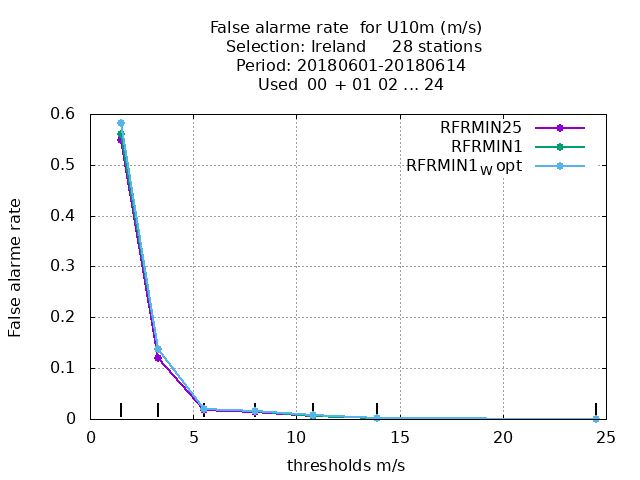 False alarme rate  for U10m (m/s)
Selection: Ireland     28 stations
Period: 20180601-20180614
Used  00  + 01 02 ... 24
RFRMIN25
RFRMIN1
RFRMIN1W opt
0.6
0.5
0.4
0.3
0.2
0.1
0
False alarme rate
0 5 10 15 20 25
thresholds m/s